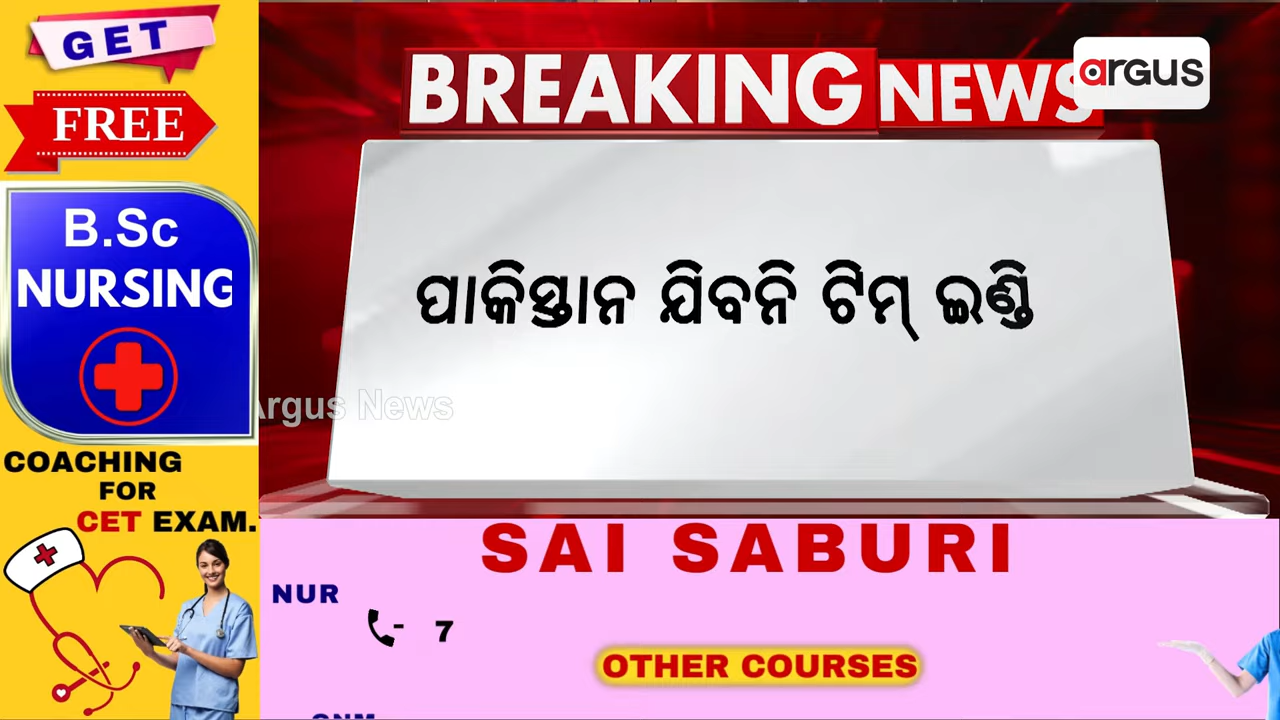 GET
FREE
B.Sc
NURSING
COACHING
FOR
CET EXAM.
BREAKING NEWS
argus
ପାକିସ୍ତାନ ଯିବନି ଟିମ୍ ଇଣ୍ଡି
Argus News
SAI SABURI
NUR
- 7
OTHER COURSES